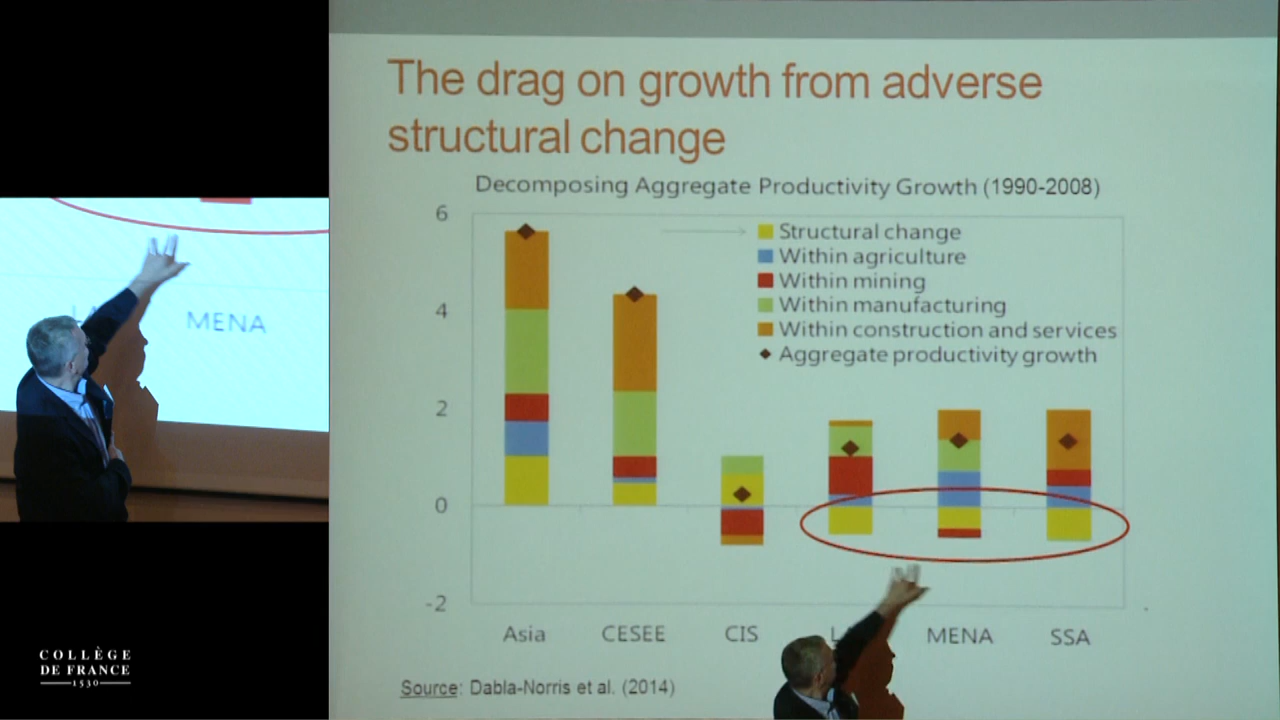 The drag on growth from adverse
structural change
Decomposing Aggregate Productivity Growth (1990-2008)
6
4
2
0
-2
Structural change
Within agriculture
Within mining
Within manufacturing
Within construction and services
Aggregate productivity growth
Asia
CESEE
CIS
MENA
SSA
Source: Dabla-Norris et al. (2014)
MENA
COLLÈGE
DE FRANCE
1530